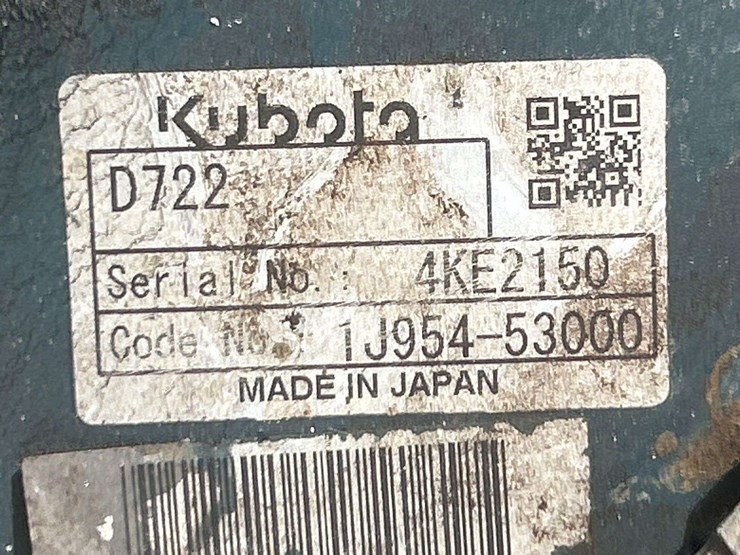 Kubota
D722
Serial No. : 4KE2150
Code No. : 1J954-53000
MADE IN JAPAN